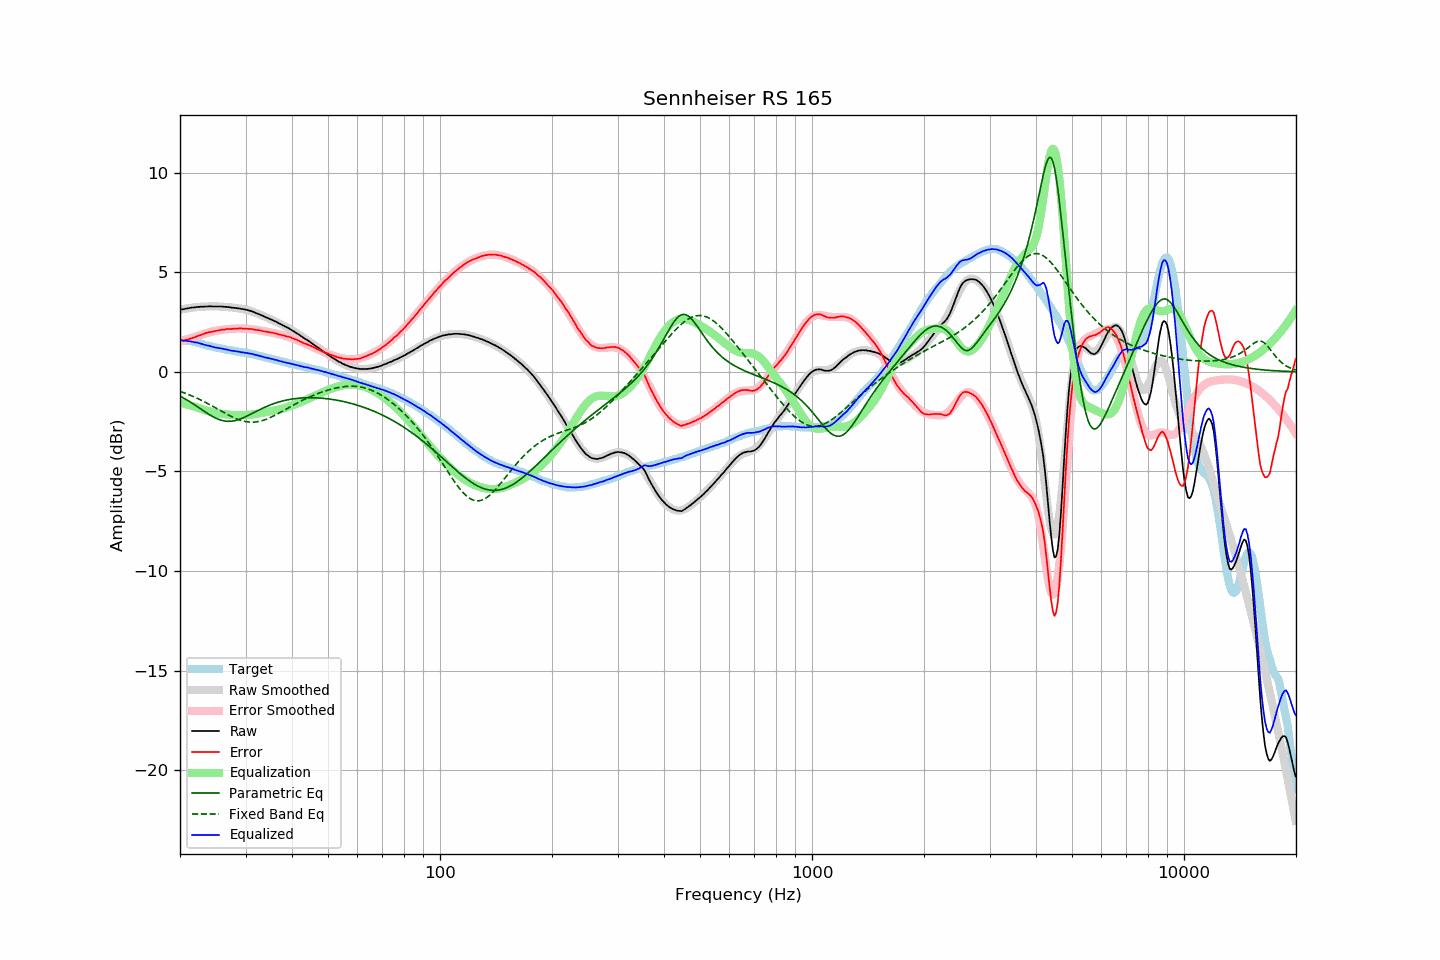 Sennheiser RS 165
Amplitude (dBr)
10
5
0
−5
−10
−15
−20
Target
Raw Smoothed
Error Smoothed
Raw
Error
Equalization
Parametric Eq
Fixed Band Eq
Equalized
100
1000
10000
Frequency (Hz)